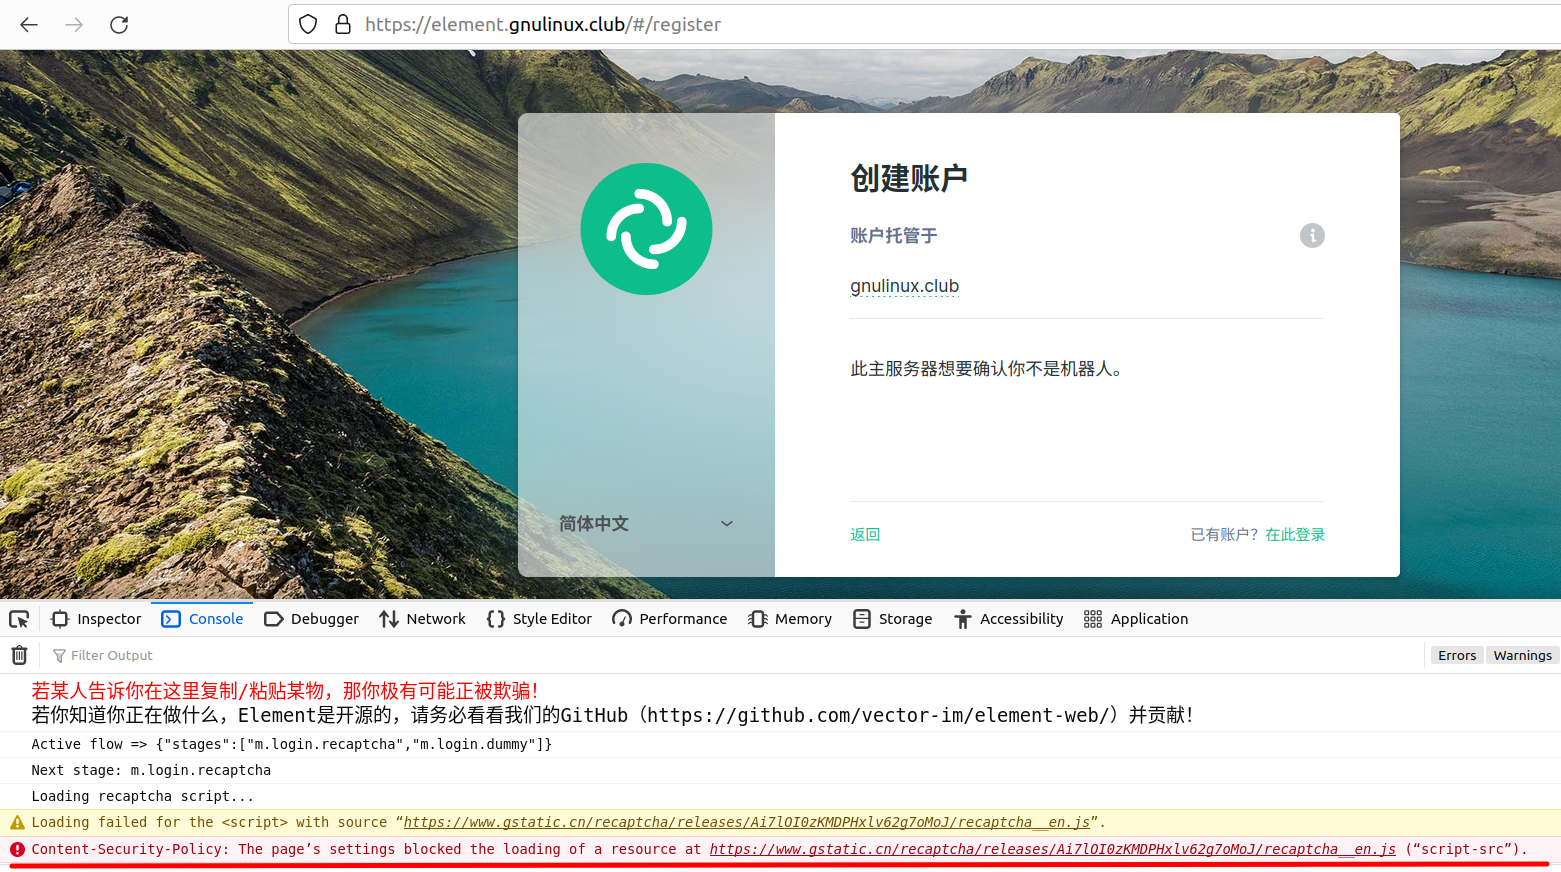 https://element.gnulinux.club/#/register
创建账户
账户托管于
gnulinux.club
此主服务器想要确认你不是机器人。
简体中文
返回
已有账户？在此登录
Inspector Console Debugger Network Style Editor Performance Memory Storage Accessibility Application
Filter Output Errors Warnings
若某人告诉你在这里复制/粘贴某物，那你极有可能正被欺骗！
若你知道你正在做什么，Element是开源的，请务必看看我们的GitHub（https://github.com/vector-im/element-web/）并贡献！
Active flow => {"stages":["m.login.recaptcha","m.login.dummy"]}
Next stage: m.login.recaptcha
Loading recaptcha script...
Loading failed for the <script> with source “https://www.gstatic.cn/recaptcha/releases/Ai7lOI0zKMDPHxlv62g7oMoJ/recaptcha__en.js”.
Content-Security-Policy: The page’s settings blocked the loading of a resource at https://www.gstatic.cn/recaptcha/releases/Ai7lOI0zKMDPHxlv62g7oMoJ/recaptcha__en.js (“script-src”).